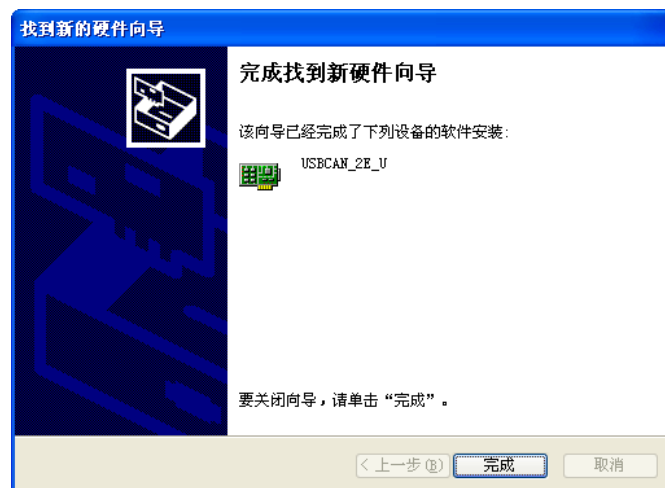 找到新的硬件向导
完成找到新硬件向导
该向导已经完成了下列设备的软件安装:
USBCAN_2E_U
要关闭向导，请单击“完成”。
< 上一步(B)
完成
取消